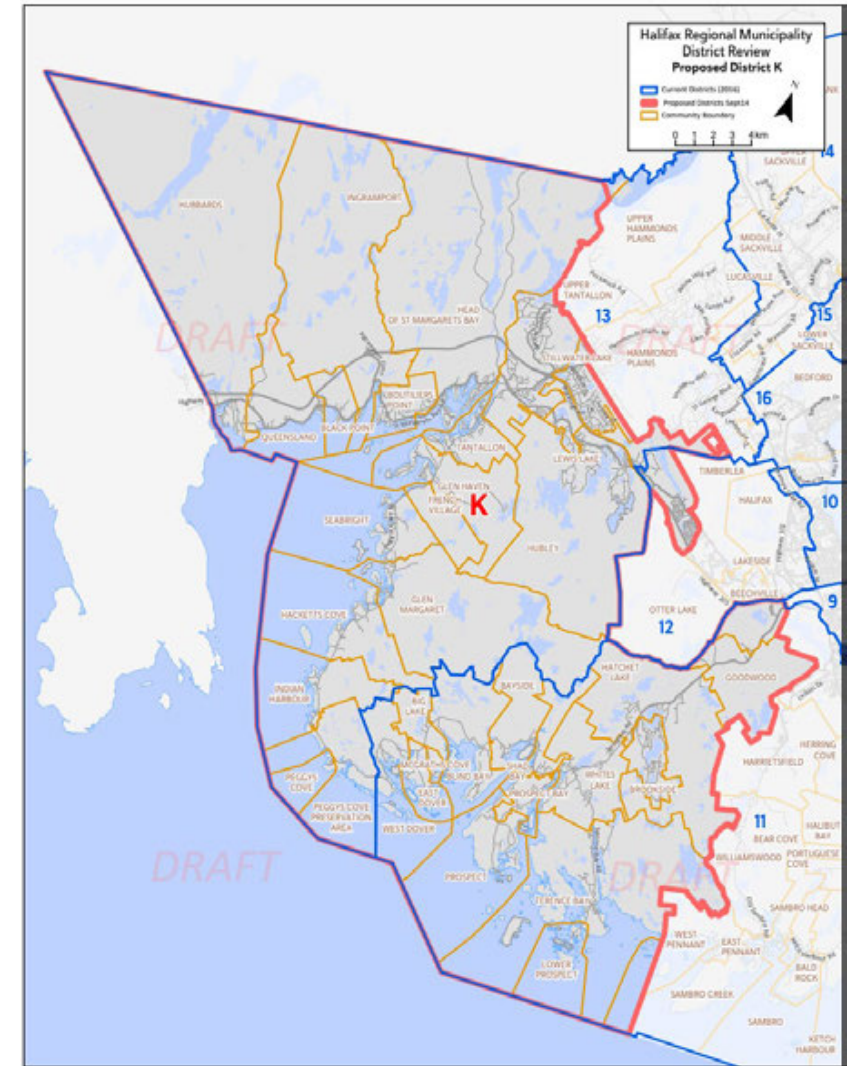 Halifax Regional Municipality
District Review
Proposed District K
Current Districts (2016)
Proposed Districts Sept14
Community Boundary
N
0 1 2 3 4 km
SACKVILLE
14
HUBBARDS
INGRAMPORT
UPPER
HAMMONDS
PLAINS
MIDDLE
SACKVILLE
LUCASVILLE
UPPER
TANTALLON
HEAD
OF ST MARGARETS BAY
13
15
LOWER
SACKVILLE
DRAFT
DRAFT
STILLWATER LAKE
HAMMONDS
PLAINS
BEDFORD
16
BOUTILIERS
POINT
BLACK POINT
QUEENSLAND
TANTALLON
LEWIS LAKE
TIMBERLEA
GLEN HAVEN
FRENCH
VILLAGE
K
HALIFAX
10
SEABRIGHT
HUBLEY
LAKESIDE
BEECHVILLE
9
GLEN
MARGARET
HACKETTS COVE
OTTER LAKE
12
HATCHET
LAKE
GOODWOOD
INDIAN
HARBOUR
BIG
LAKE
BAYSIDE
HERRING
COVE
HARRIETSFIELD
MCGRATHS COVE
BLIND BAY
SHAD
BAY
WHITES
LAKE
PEGGYS
COVE
EAST
DOVER
PROSPECT BAY
BROOKSIDE
PEGGYS COVE
PRESERVATION
AREA
WEST DOVER
11
HALIBUT
BAY
BEAR COVE
WILLIAMSWOOD
PORTUGUESE
COVE
DRAFT
DRAFT
PROSPECT
TERENCE BAY
SAMBRO HEAD
WEST
PENNANT
EAST
PENNANT
LOWER
PROSPECT
BALD
ROCK
SAMBRO CREEK
SAMBRO
KETCH
HARBOUR